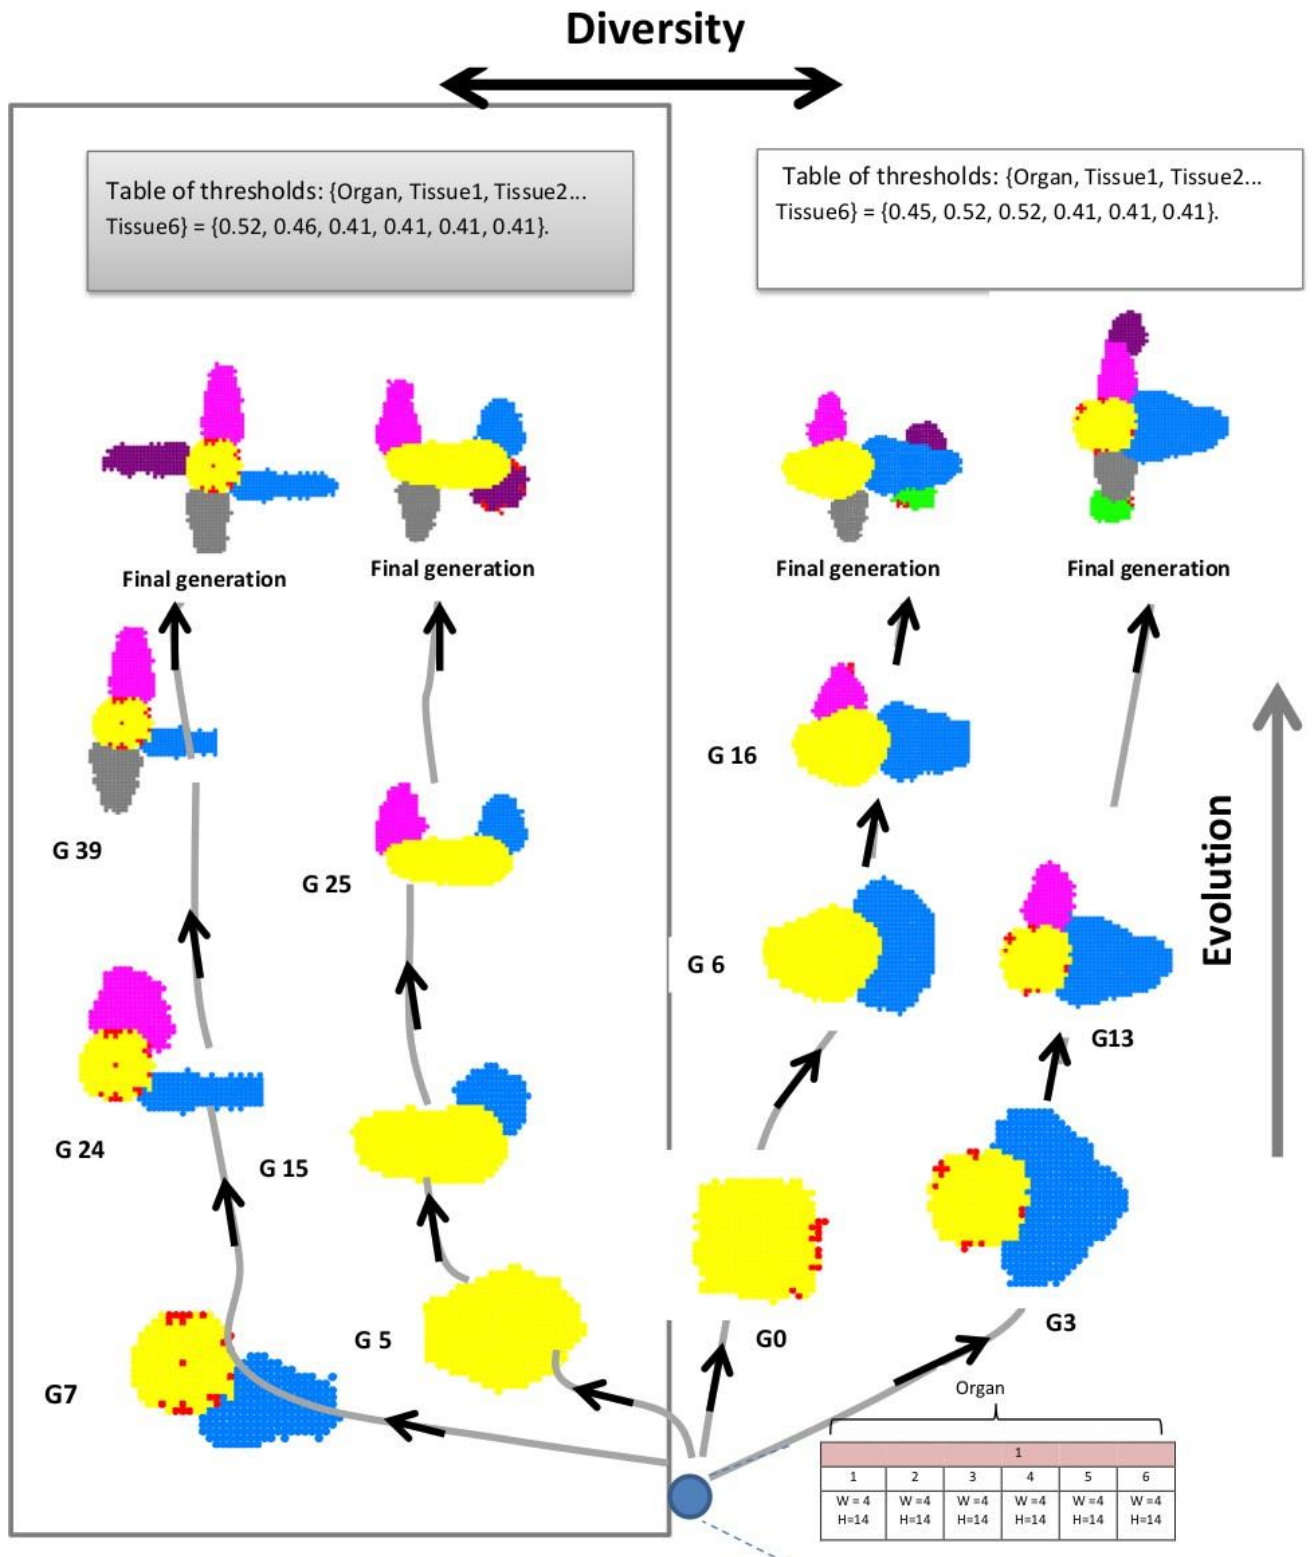 Diversity
Table of thresholds: {Organ, Tissue1, Tissue2...
Tissue6} = {0.52, 0.46, 0.41, 0.41, 0.41, 0.41}.
Table of thresholds: {Organ, Tissue1, Tissue2...
Tissue6} = {0.45, 0.52, 0.52, 0.41, 0.41, 0.41}.
Final generation
Final generation
Final generation
Final generation
G 39
G 25
G 16
G 6
G13
Evolution
G 24
G 15
G7
G 5
G0
G3
Organ
1
1 2 3 4 5 6
W = 4 W =4 W =4 W =4 W =4 W =4
H=14 H=14 H=14 H=14 H=14 H=14